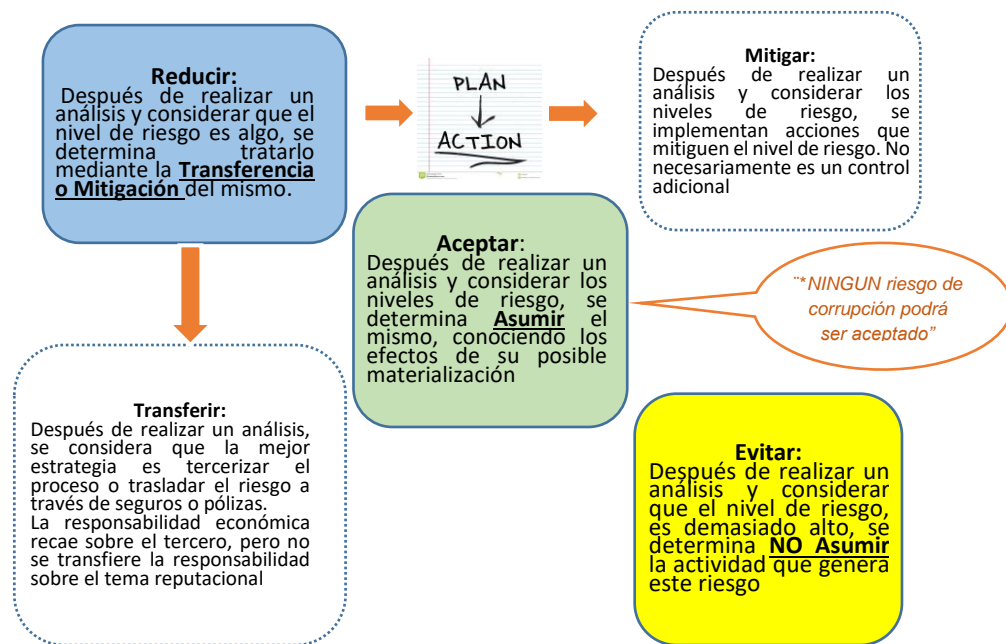 Reducir:
Después de realizar un
análisis y considerar que el
nivel de riesgo es algo, se
determina tratarlo
mediante la Transferencia
o Mitigación del mismo.
PLAN
ACTION
Mitigar:
Después de realizar un
análisis y considerar los
niveles de riesgo, se
implementan acciones que
mitiguen el nivel de riesgo. No
necesariamente es un control
adicional
Aceptar:
Después de realizar un
análisis y considerar los
niveles de riesgo, se
determina Asumir el
mismo, conociendo los
efectos de su posible
materialización
¨*NINGUN riesgo de
corrupción podrá
ser aceptado”
Transferir:
Después de realizar un análisis,
se considera que la mejor
estrategia es tercerizar el
proceso o trasladar el riesgo a
través de seguros o pólizas.
La responsabilidad económica
recae sobre el tercero, pero no
se transfiere la responsabilidad
sobre el tema reputacional
Evitar:
Después de realizar un
análisis y considerar
que el nivel de riesgo,
es demasiado alto, se
determina NO Asumir
la actividad que genera
este riesgo